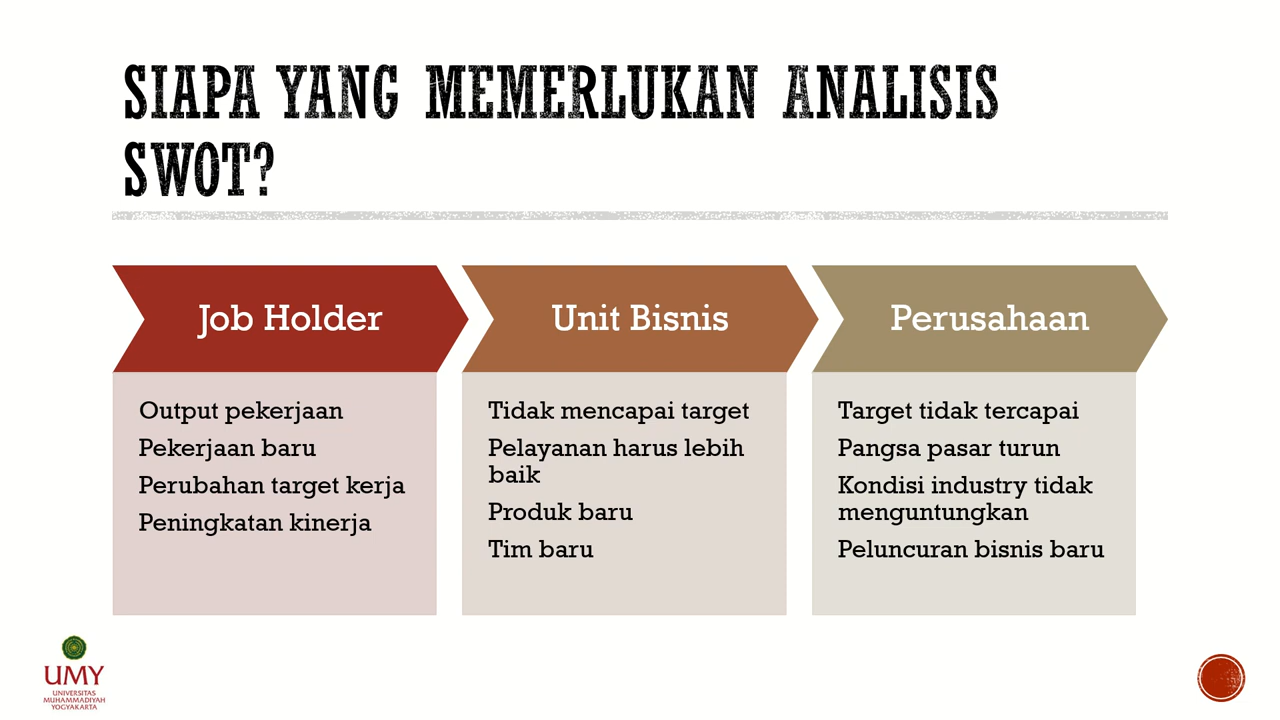 SIAPA YANG MEMERLUKAN ANALISIS
SWOT?
Job Holder
Output pekerjaan
Pekerjaan baru
Perubahan target kerja
Peningkatan kinerja
Unit Bisnis
Tidak mencapai target
Pelayanan harus lebih
baik
Produk baru
Tim baru
Perusahaan
Target tidak tercapai
Pangsa pasar turun
Kondisi industry tidak
menguntungkan
Peluncuran bisnis baru
UMY
UNIVERSITAS
MUHAMMADIYAH
YOGYAKARTA